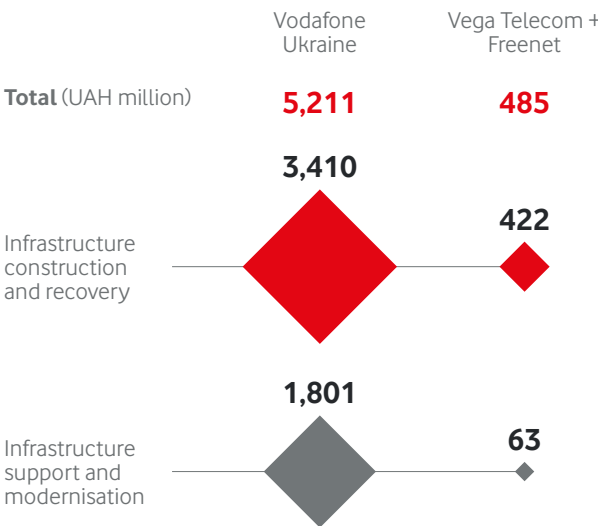 Vodafone
Ukraine
Vega Telecom +
Freenet
Total (UAH million)
5,211
485
3,410
422
Infrastructure
construction
and recovery
1,801
63
Infrastructure
support and
modernisation